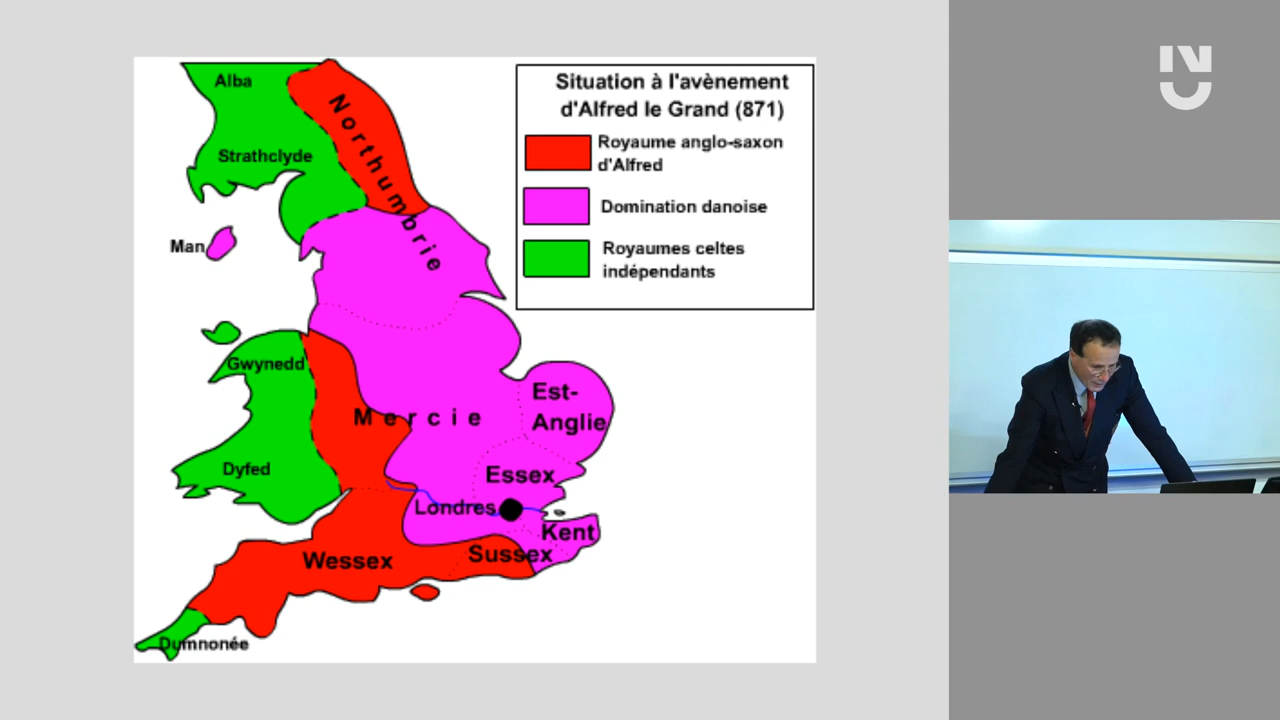 Situation à l'avènement
d'Alfred le Grand (871)
Royaume anglo-saxon
d'Alfred
Domination danoise
Royaumes celtes
indépendants
Alba
Northumbrie
Strathclyde
Man
Gwynedd
Mercie
Est-
Anglie
Dyfed
Essex
Londres
Kent
Wessex
Sussex
Dumnonée